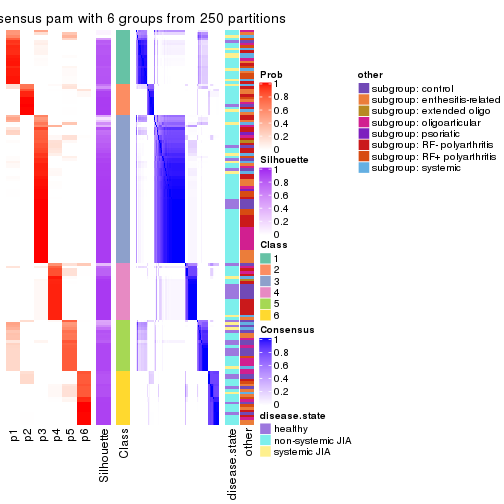 sensus pam with 6 groups from 250 partitions
p1
p2
p3
p4
p5
p6
Silhouette
Class
disease.state
other
Prob
1
0.8
0.6
0.4
0.2
0
Silhouette
1
0.8
0.6
0.4
0.2
0
Class
1
2
3
4
5
6
Consensus
1
0.8
0.6
0.4
0.2
0
disease.state
healthy
non-systemic JIA
systemic JIA
other
subgroup: control
subgroup: enthesitis-related
subgroup: extended oligo
subgroup: oligoarticular
subgroup: psoriatic
subgroup: RF- polyarthritis
subgroup: RF+ polyarthritis
subgroup: systemic